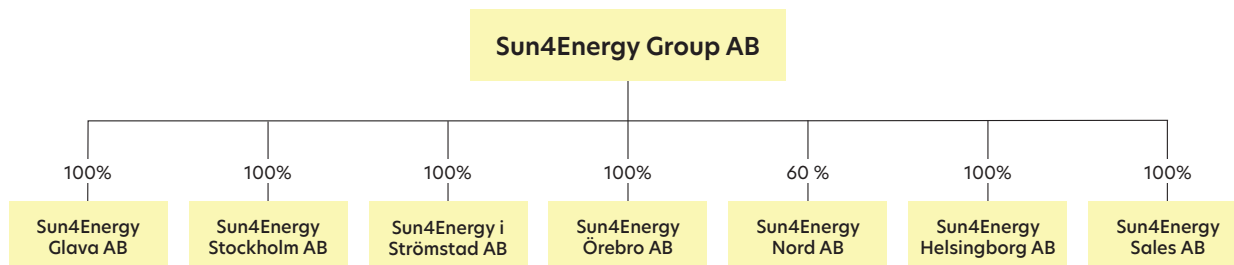 Sun4Energy Group AB
100%
100%
100%
100%
60 %
100%
100%
Sun4Energy
Glava AB
Sun4Energy
Stockholm AB
Sun4Energy i
Strömstad AB
Sun4Energy
Örebro AB
Sun4Energy
Nord AB
Sun4Energy
Helsingborg AB
Sun4Energy
Sales AB